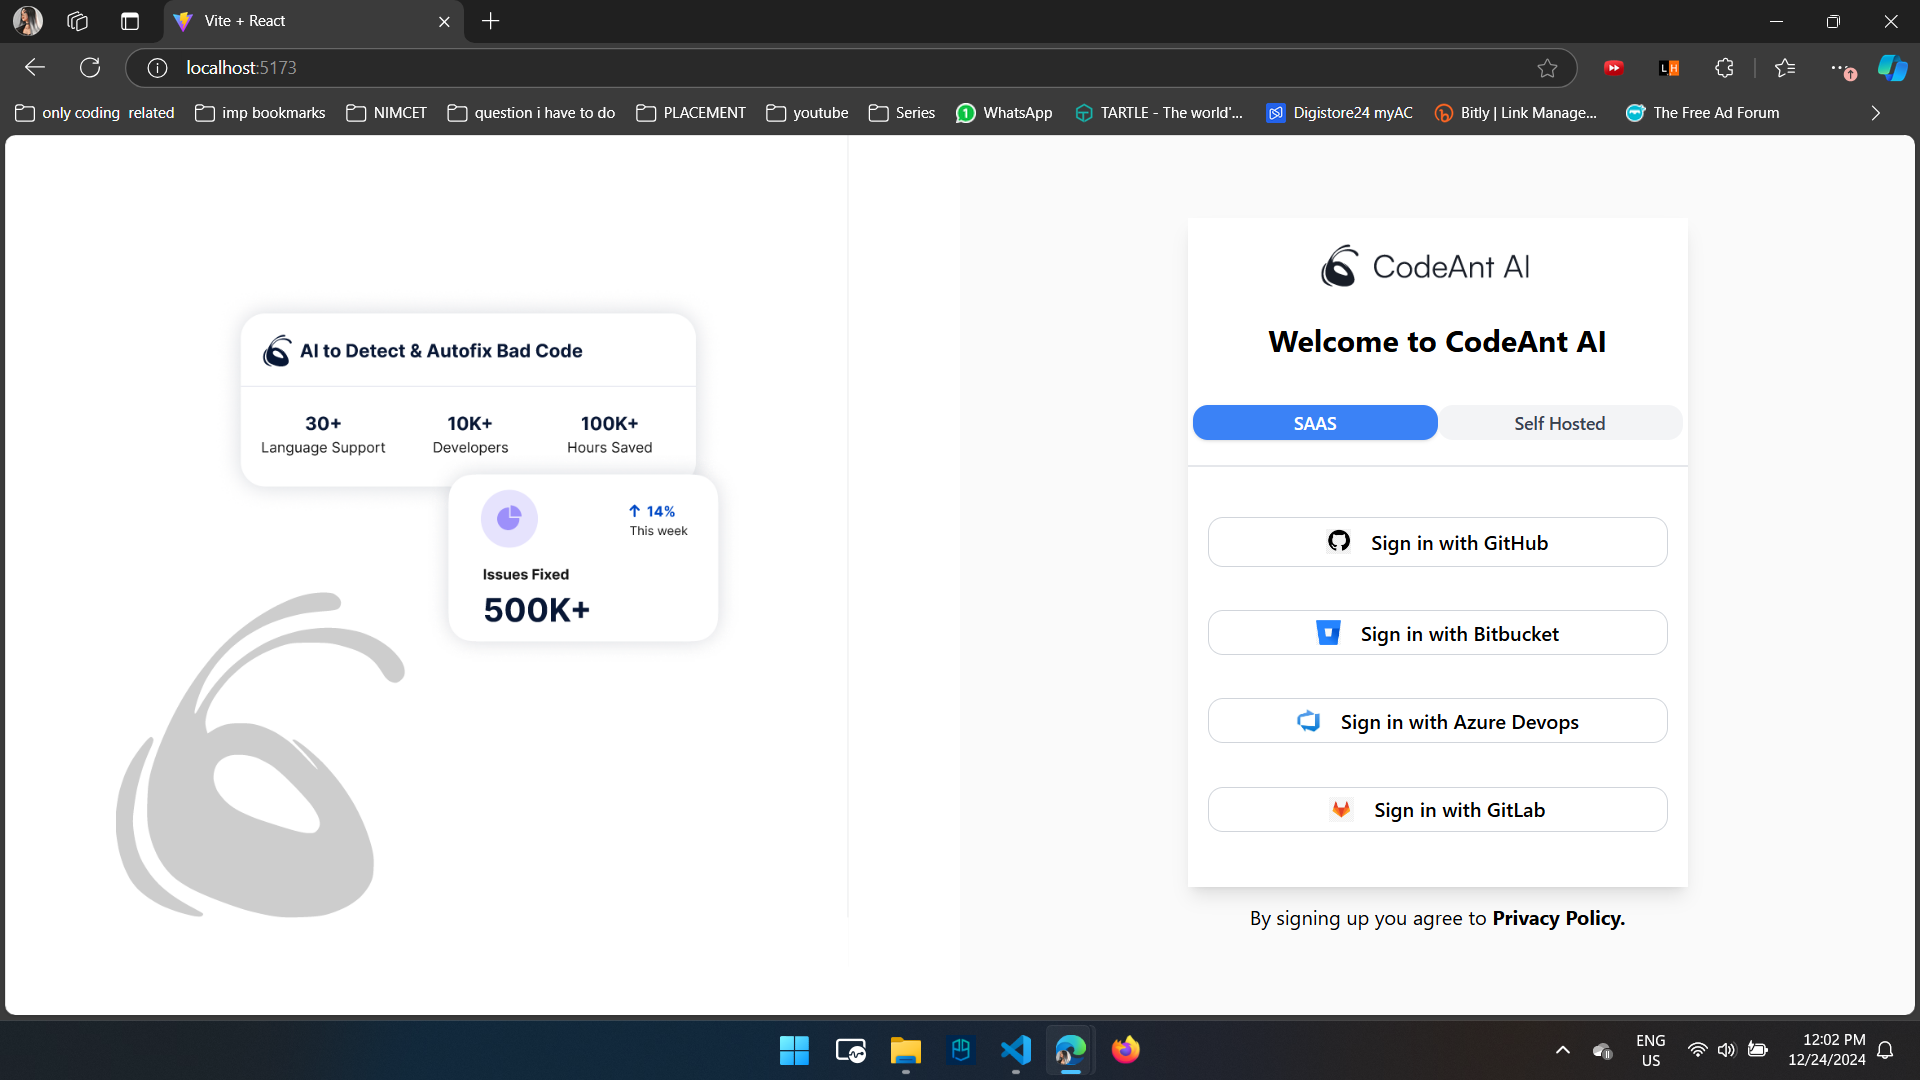 Vite + React
localhost:5173
only coding related
imp bookmarks
NIMCET
question i have to do
PLACEMENT
youtube
Series
1
WhatsApp
TARTLE - The world'...
Digistore24 myAC
Bitly | Link Manage...
The Free Ad Forum
LH
AI to Detect & Autofix Bad Code
30+
10K+
100K+
Language Support
Developers
Hours Saved
14%
This week
Issues Fixed
500K+
CodeAnt AI
Welcome to CodeAnt AI
SAAS
Self Hosted
Sign in with GitHub
Sign in with Bitbucket
Sign in with Azure Devops
Sign in with GitLab
By signing up you agree to Privacy Policy.
ENG
US
12:02 PM
12/24/2024